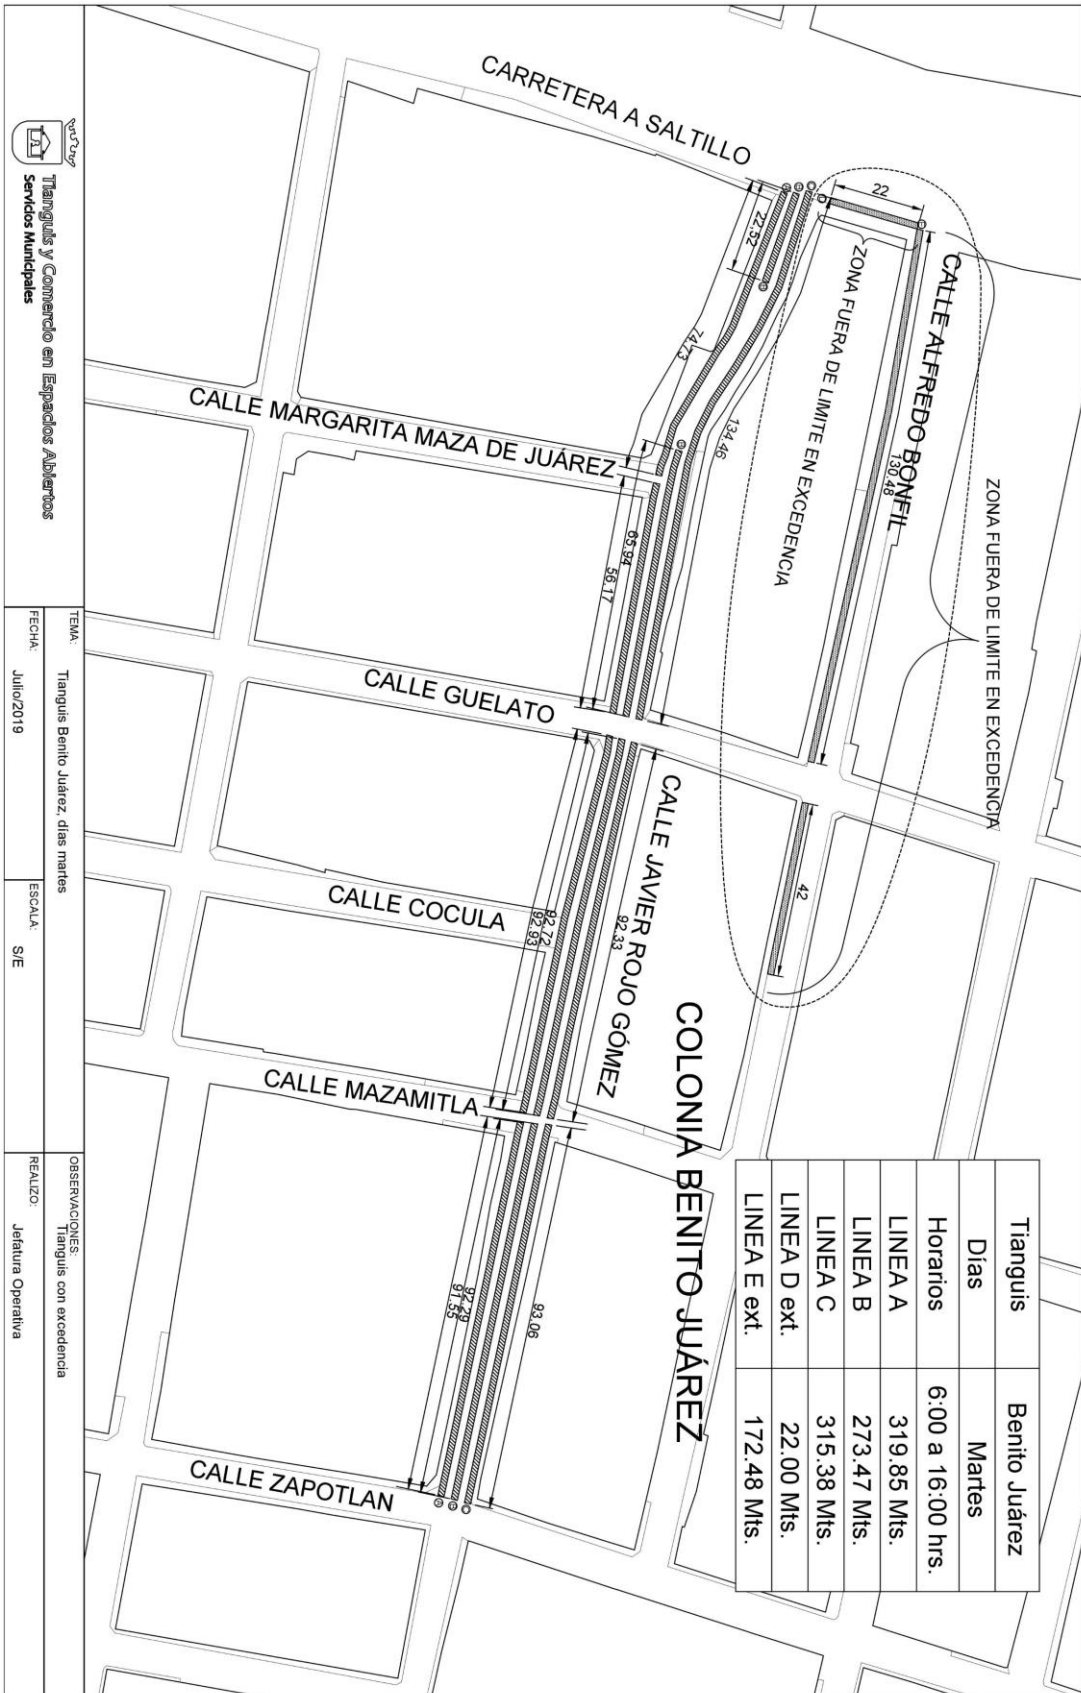 CARRETERA A SALTILLO
CALLE ALFREDO BONFIL
ZONA FUERA DE LIMITE EN EXCEDENCIA
ZONA FUERA DE LIMITE EN EXCEDENCIA
22
130.48
42
22.52
74.73
134.46
CALLE MARGARITA MAZA DE JUÁREZ
65.94
56.17
CALLE GUELATO
CALLE JAVIER ROJO GÓMEZ
92.33
92.72
92.93
CALLE COCULA
CALLE MAZAMITLA
COLONIA BENITO JUÁREZ
93.06
92.29
91.55
CALLE ZAPOTLAN
Tianguis Benito Juárez
Días Martes
Horarios 6:00 a 16:00 hrs.
LINEA A 319.85 Mts.
LINEA B 273.47 Mts.
LINEA C 315.38 Mts.
LINEA D ext. 22.00 Mts.
LINEA E ext. 172.48 Mts.
Tianguis y Comercio en Espacios Abiertos
Servicios Municipales
TEMA:
Tianguis Benito Juárez, días martes
FECHA: Julio/2019
ESCALA: S/E
OBSERVACIONES:
Tianguis con excedencia
REALIZO: Jefatura Operativa